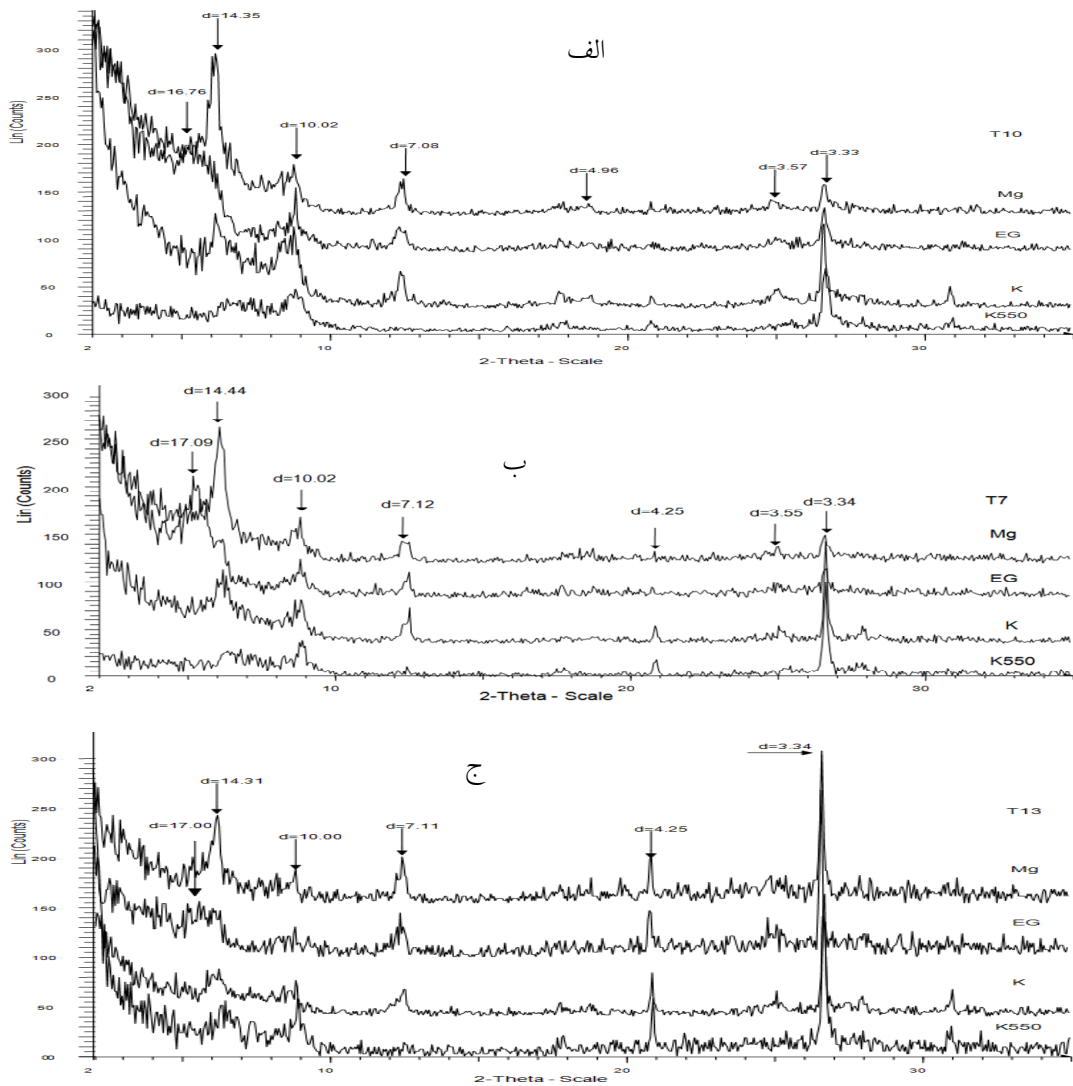 d=14.35
300
الف
d=16.76
250
d=10.02
T10
Lin (Counts)
200
d=7.08
d=3.33
d=4.96
d=3.57
150
Mg
100
EG
50
K
K550
0
2
10
20
30
2-Theta - Scale
300
d=14.44
250
d=17.09
ب
d=10.02
Lin (Counts)
200
T7
d=7.12
d=4.25
d=3.55
d=3.34
150
Mg
100
EG
50
K
K550
0
2
10
20
30
2-Theta - Scale
d=3.34
300
ج
d=14.31
250
T13
d=17.00
d=10.00
d=7.11
d=4.25
Lin (Counts)
200
Mg
150
EG
100
K
50
K550
00
2
10
20
30
2-Theta - Scale